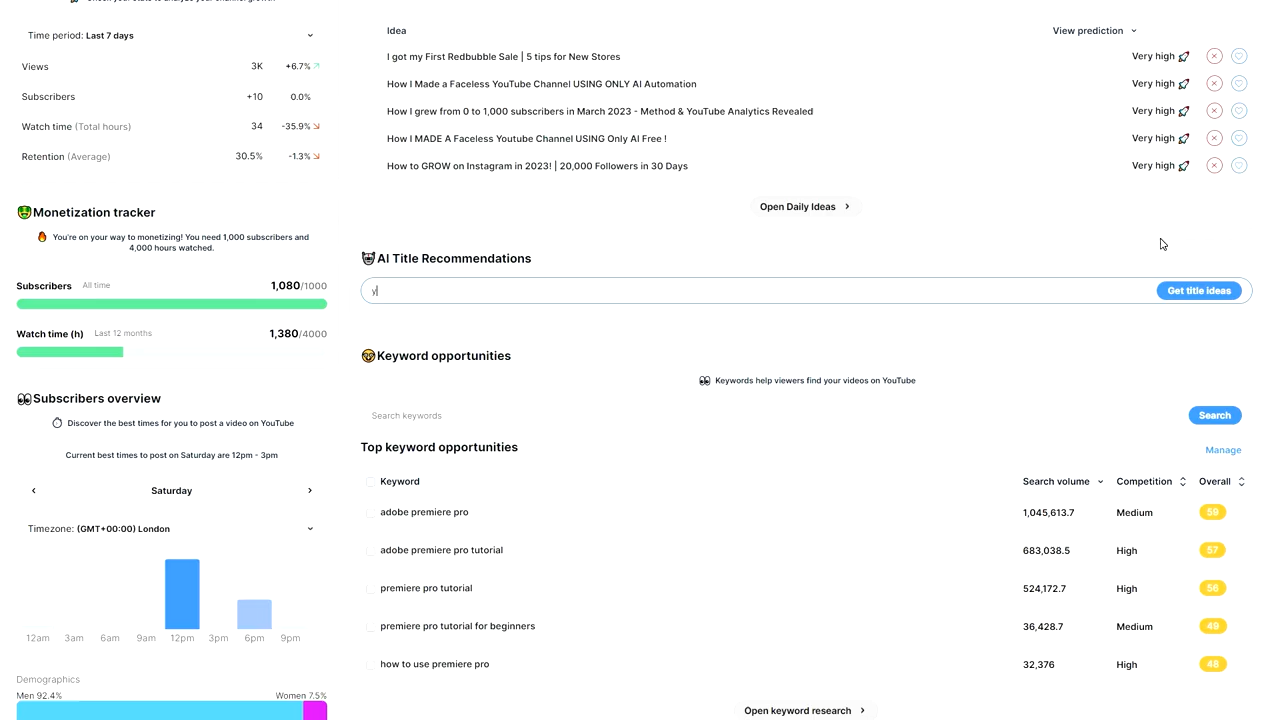 Check your stats to analyze your channel growth
Time period: Last 7 days
Views 3K +6.7%
Subscribers +10 0.0%
Watch time (Total hours) 34 -35.9%
Retention (Average) 30.5% -1.3%
Monetization tracker
You're on your way to monetizing! You need 1,000 subscribers and
4,000 hours watched.
Subscribers All time 1,080/1000
Watch time (h) Last 12 months 1,380/4000
Subscribers overview
Discover the best times for you to post a video on YouTube
Current best times to post on Saturday are 12pm - 3pm
Saturday
Timezone: (GMT+00:00) London
12am 3am 6am 9am 12pm 3pm 6pm 9pm
Demographics
Men 92.4% Women 7.5%
Idea View prediction
I got my First Redbubble Sale | 5 tips for New Stores Very high
How I Made a Faceless YouTube Channel USING ONLY AI Automation Very high
How I grew from 0 to 1,000 subscribers in March 2023 - Method & YouTube Analytics Revealed Very high
How I MADE A Faceless Youtube Channel USING Only AI Free ! Very high
How to GROW on Instagram in 2023! | 20,000 Followers in 30 Days Very high
Open Daily Ideas
AI Title Recommendations
y Get title ideas
Keyword opportunities
Keywords help viewers find your videos on YouTube
Search keywords Search
Top keyword opportunities Manage
Keyword Search volume Competition Overall
adobe premiere pro 1,045,613.7 Medium 59
adobe premiere pro tutorial 683,038.5 High 57
premiere pro tutorial 524,172.7 High 56
premiere pro tutorial for beginners 36,428.7 Medium 49
how to use premiere pro 32,376 High 46
Open keyword research